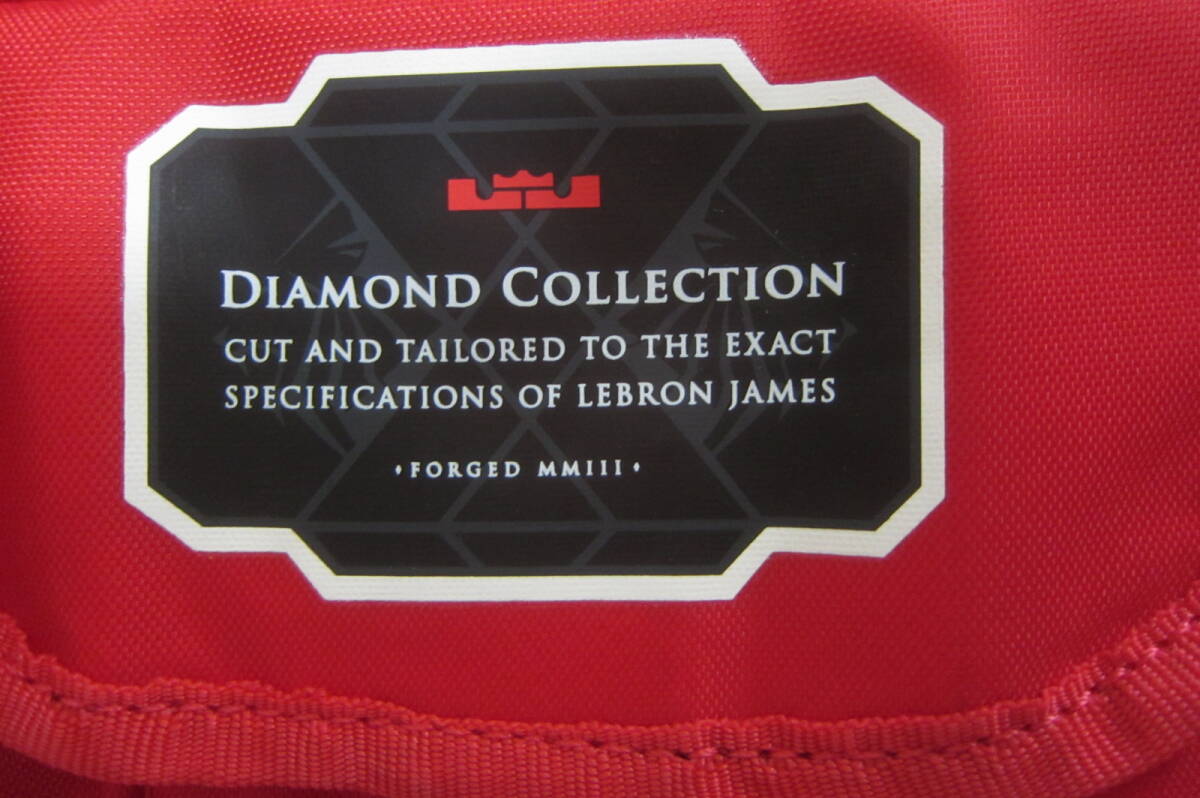 DIAMOND COLLECTION
CUT AND TAILORED TO THE EXACT
SPECIFICATIONS OF LEBRON JAMES
♦ FORGED MMIII ♦